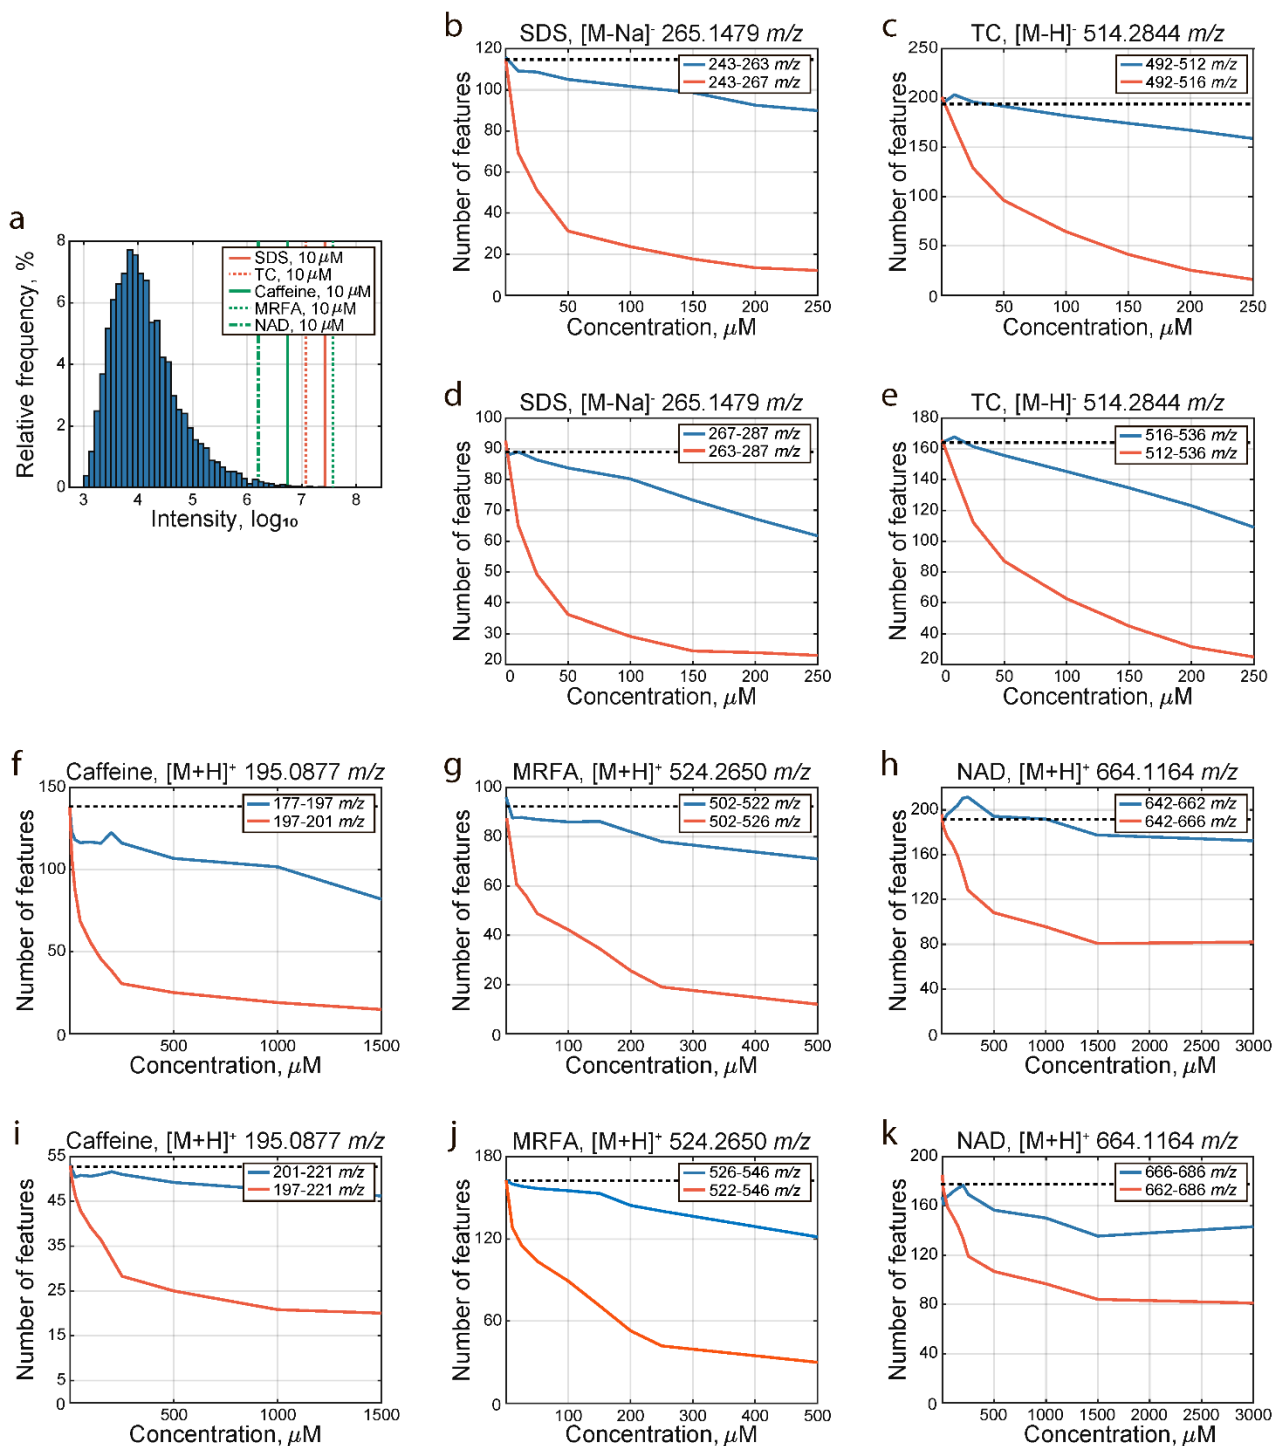 b
SDS, [M-Na]⁻ 265.1479 m/z
120
100
80
60
40
20
0
50
100
150
200
250
Number of features
Concentration, μM
243-263 m/z
243-267 m/z
c
TC, [M-H]⁻ 514.2844 m/z
250
200
150
100
50
0
50
100
150
200
250
Number of features
Concentration, μM
492-512 m/z
492-516 m/z
a
8
6
4
2
0
3
4
5
6
7
8
Relative frequency, %
Intensity, log₁₀
SDS, 10 μM
TC, 10 μM
Caffeine, 10 μM
MRFA, 10 μM
NAD, 10 μM
d
SDS, [M-Na]⁻ 265.1479 m/z
100
90
80
70
60
50
40
30
20
0
50
100
150
200
250
Number of features
Concentration, μM
267-287 m/z
263-287 m/z
e
TC, [M-H]⁻ 514.2844 m/z
180
160
140
120
100
80
60
40
20
0
50
100
150
200
250
Number of features
Concentration, μM
516-536 m/z
512-536 m/z
f
Caffeine, [M+H]⁺ 195.0877 m/z
150
100
50
0
500
1000
1500
Number of features
Concentration, μM
177-197 m/z
197-201 m/z
g
MRFA, [M+H]⁺ 524.2650 m/z
100
80
60
40
20
0
100
200
300
400
500
Number of features
Concentration, μM
502-522 m/z
502-526 m/z
h
NAD, [M+H]⁺ 664.1164 m/z
200
160
120
80
40
0
500
1000
1500
2000
2500
3000
Number of features
Concentration, μM
642-662 m/z
642-666 m/z
i
Caffeine, [M+H]⁺ 195.0877 m/z
55
45
35
25
15
5
0
500
1000
1500
Number of features
Concentration, μM
201-221 m/z
197-221 m/z
j
MRFA, [M+H]⁺ 524.2650 m/z
180
120
60
0
100
200
300
400
500
Number of features
Concentration, μM
526-546 m/z
522-546 m/z
k
NAD, [M+H]⁺ 664.1164 m/z
200
160
120
80
40
0
500
1000
1500
2000
2500
3000
Number of features
Concentration, μM
666-686 m/z
662-686 m/z